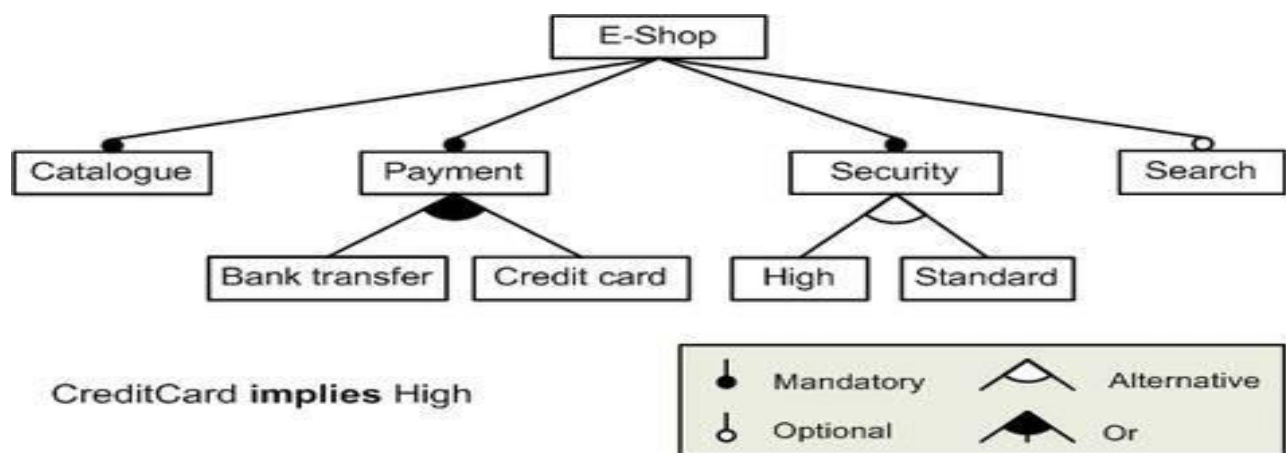 E-Shop
Catalogue
Payment
Security
Search
Bank transfer
Credit card
High
Standard
CreditCard implies High
Mandatory
Alternative
Optional
Or